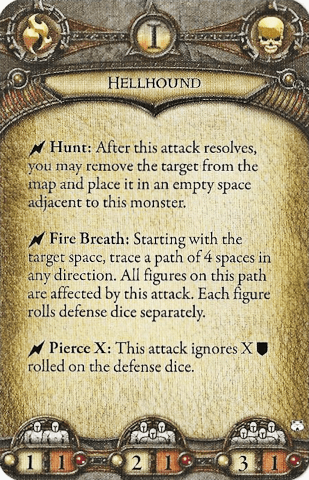 I
HELLHOUND
Hunt: After this attack resolves,
you may remove the target from the
map and place it in an empty space
adjacent to this monster.
Fire Breath: Starting with the
target space, trace a path of 4 spaces in
any direction. All figures on this path
are affected by this attack. Each figure
rolls defense dice separately.
Pierce X: This attack ignores X
rolled on the defense dice.
1 1 2 1 3 1